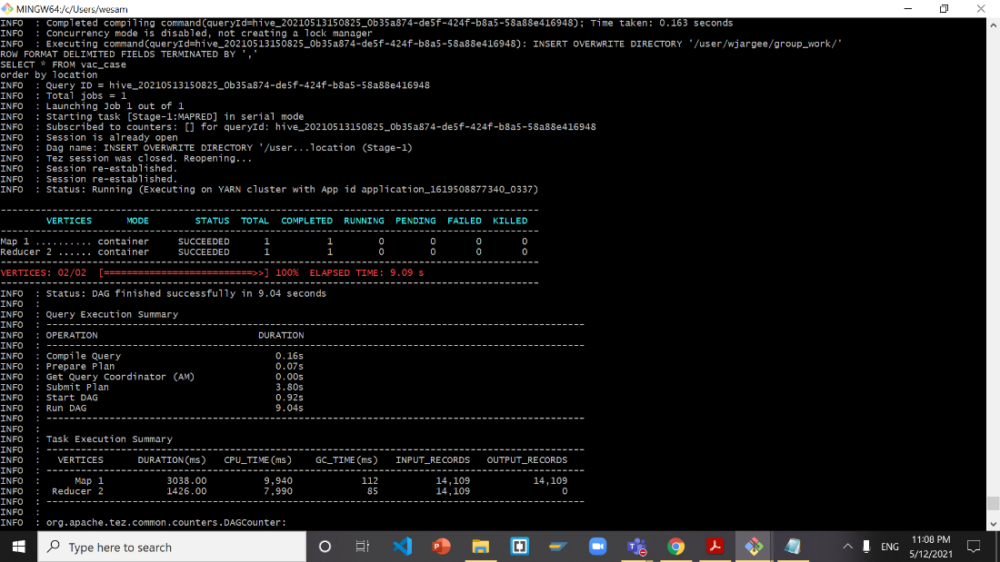 MINGW64:/c/Users/wesam
INFO  : Completed compiling command(queryId=hive_20210513150825_0b35a874-de5f-424f-b8a5-58a88e416948); Time taken: 0.163 seconds
INFO  : Concurrency mode is disabled, not creating a lock manager
INFO  : Executing command(queryId=hive_20210513150825_0b35a874-de5f-424f-b8a5-58a88e416948): INSERT OVERWRITE DIRECTORY '/user/wjargee/group_work/'
ROW FORMAT DELIMITED FIELDS TERMINATED BY ','
SELECT * FROM vac_case
order by location
INFO  : Query ID = hive_20210513150825_0b35a874-de5f-424f-b8a5-58a88e416948
INFO  : Total jobs = 1
INFO  : Launching Job 1 out of 1
INFO  : Starting task [Stage-1:MAPRED] in serial mode
INFO  : Subscribed to counters: [] for queryId: hive_20210513150825_0b35a874-de5f-424f-b8a5-58a88e416948
INFO  : Session is already open
INFO  : Dag name: INSERT OVERWRITE DIRECTORY '/user...location (Stage-1)
INFO  : Tez session was closed. Reopening...
INFO  : Session re-established.
INFO  : Session re-established.
INFO  : Status: Running (Executing on YARN cluster with App id application_1619508877340_0337)
----------------------------------------------------------------------------------------------
VERTICES      MODE        STATUS  TOTAL  COMPLETED  RUNNING  PENDING  FAILED  KILLED
----------------------------------------------------------------------------------------------
Map 1 .......... container     SUCCEEDED      1          1        0        0       0       0
Reducer 2 ...... container     SUCCEEDED      1          1        0        0       0       0
----------------------------------------------------------------------------------------------
VERTICES: 02/02  [==========================>>] 100%  ELAPSED TIME: 9.09 s
----------------------------------------------------------------------------------------------
INFO  : Status: DAG finished successfully in 9.04 seconds
INFO  :
INFO  : Query Execution Summary
INFO  : ----------------------------------------------------------------------------------------------
INFO  : OPERATION                            DURATION
INFO  : ----------------------------------------------------------------------------------------------
INFO  : Compile Query                           0.16s
INFO  : Prepare Plan                            0.07s
INFO  : Get Query Coordinator (AM)              0.00s
INFO  : Submit Plan                             3.80s
INFO  : Start DAG                               0.92s
INFO  : Run DAG                                 9.04s
INFO  : ----------------------------------------------------------------------------------------------
INFO  :
INFO  : Task Execution Summary
INFO  : ----------------------------------------------------------------------------------------------
INFO  :   VERTICES      DURATION(ms)   CPU_TIME(ms)    GC_TIME(ms)   INPUT_RECORDS   OUTPUT_RECORDS
INFO  : ----------------------------------------------------------------------------------------------
INFO  :      Map 1           3038.00          9,940            112          14,109           14,109
INFO  :  Reducer 2           1426.00          7,990             85          14,109                0
INFO  : ----------------------------------------------------------------------------------------------
INFO  :
INFO  : org.apache.tez.common.counters.DAGCounter:
Type here to search
ENG
11:08 PM
5/12/2021